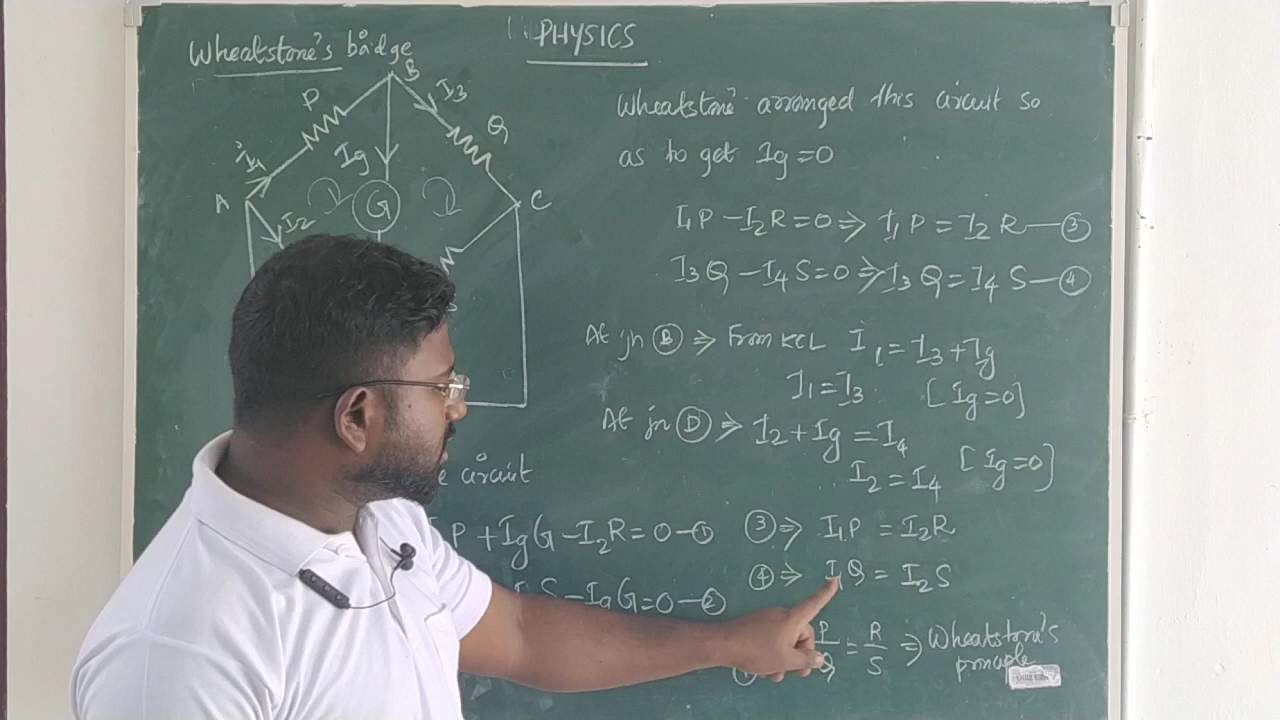 PHYSICS
Wheatstone's bridge
B
P
I3
Q
I1
Ig
A
I2
G
C
Wheatstone arranged this circuit so
as to get Ig = 0
I1P - I2R = 0 ⇒ I1P = I2R — ③
I3Q - I4S = 0 ⇒ I3Q = I4S — ④
At jn Ⓑ ⇒ From KCL I1 = I3 + Ig
I1 = I3 [Ig = 0]
At jn Ⓓ ⇒ I2 + Ig = I4
I2 = I4 [Ig = 0]
circuit
P + IgG - I2R = 0 — ①
S - IgG = 0 — ②
③ ⇒ I1P = I2R
④ ⇒ I1Q = I2S
P/Q = R/S ⇒ Wheatstone's
principle